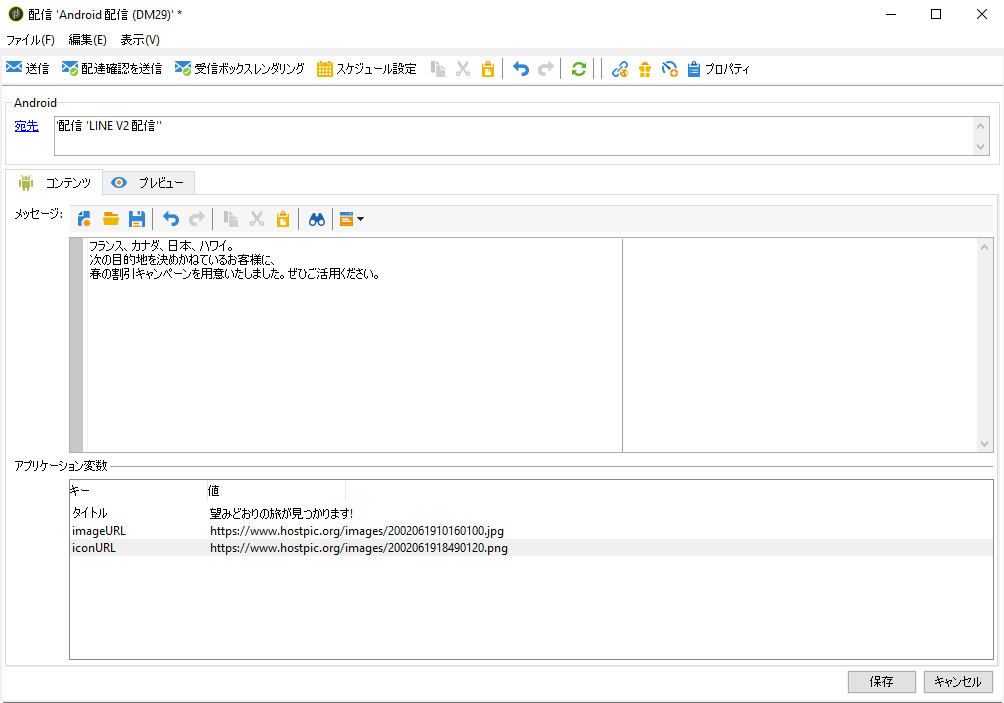 配信 'Android 配信 (DM29)' *
ファイル(F) 編集(E) 表示(V)
送信 配達確認を送信 受信ボックスレンダリング スケジュール設定 プロパティ
Android
宛先 '配信 'LINE V2 配信''
コンテンツ プレビュー
メッセージ:
フランス、カナダ、日本、ハワイ。
次の目的地を決めかねているお客様に、
春の割引キャンペーンを用意いたしました。ぜひご活用ください。
アプリケーション変数
キー 値
タイトル 望みどおりの旅が見つかります!
imageURL https://www.hostpic.org/images/2002061910160100.jpg
iconURL https://www.hostpic.org/images/2002061918490120.png
保存 キャンセル